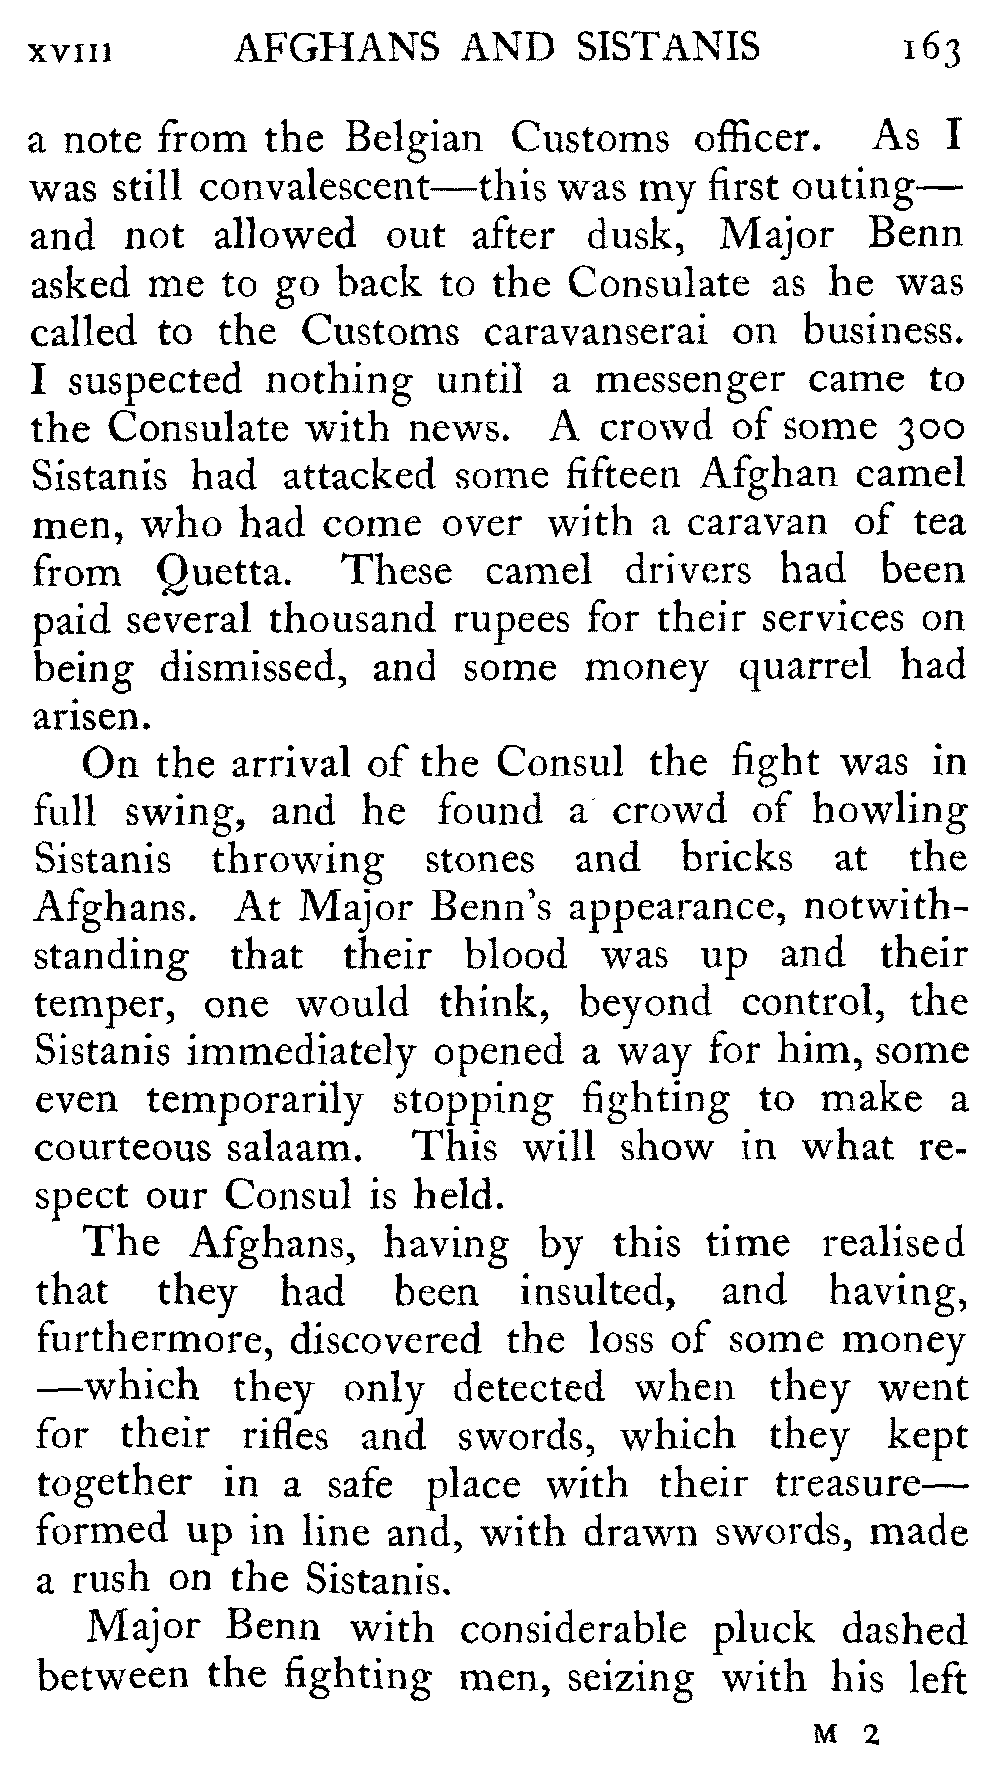 XVIII AFGHANS AND SISTANIS 163
a note from the Belgian Customs officer. As I
was still convalescent—this was my first outing—
and not allowed out after dusk, Major Benn
asked me to go back to the Consulate as he was
called to the Customs caravanserai on business.
I suspected nothing until a messenger came to
the Consulate with news. A crowd of some 300
Sistanis had attacked some fifteen Afghan camel
men, who had come over with a caravan of tea
from Quetta. These camel drivers had been
paid several thousand rupees for their services on
being dismissed, and some money quarrel had
arisen.
On the arrival of the Consul the fight was in
full swing, and he found a crowd of howling
Sistanis throwing stones and bricks at the
Afghans. At Major Benn's appearance, notwith-
standing that their blood was up and their
temper, one would think, beyond control, the
Sistanis immediately opened a way for him, some
even temporarily stopping fighting to make a
courteous salaam. This will show in what re-
spect our Consul is held.
The Afghans, having by this time realised
that they had been insulted, and having,
furthermore, discovered the loss of some money
—which they only detected when they went
for their rifles and swords, which they kept
together in a safe place with their treasure—
formed up in line and, with drawn swords, made
a rush on the Sistanis.
Major Benn with considerable pluck dashed
between the fighting men, seizing with his left
M 2